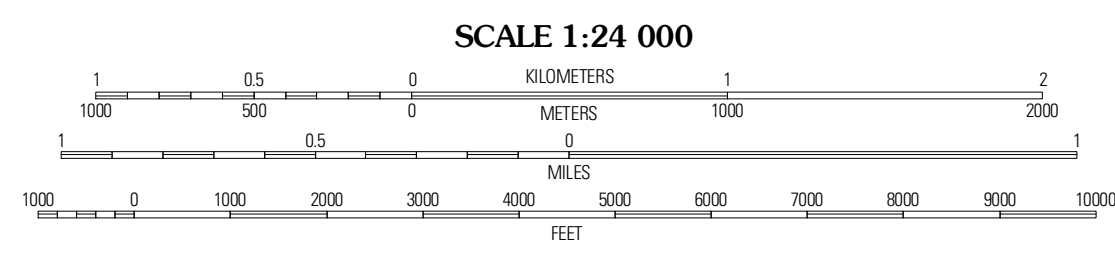 SCALE 1:24 000
1 0.5 0 KILOMETERS 1 2
1000 500 0 METERS 1000 2000
1 0.5 0 1
MILES
1000 0 1000 2000 3000 4000 5000 6000 7000 8000 9000 10000
FEET